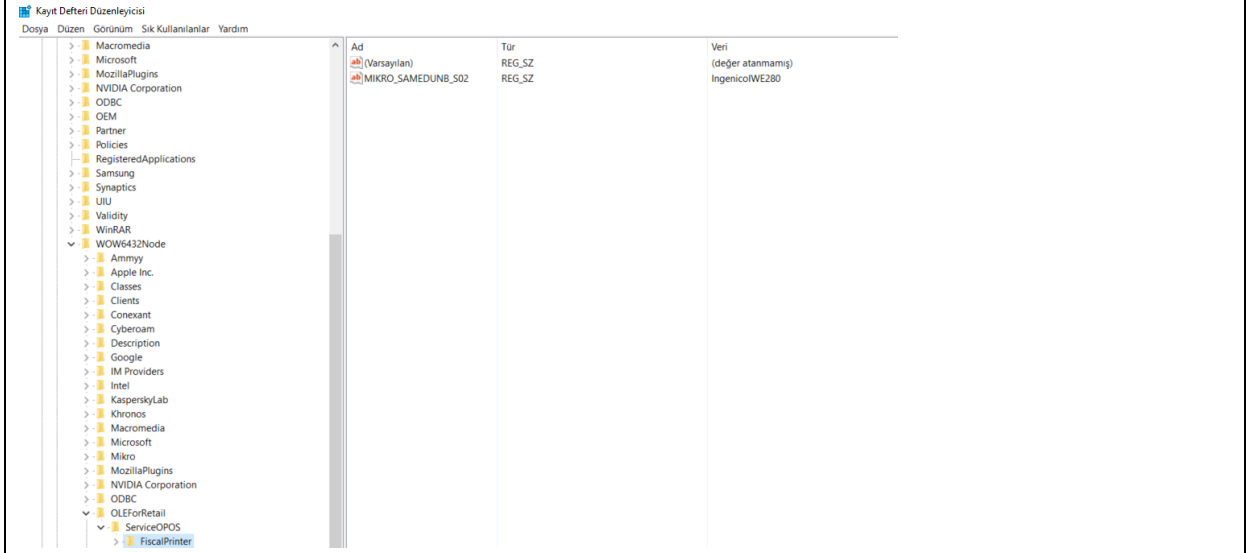 Kayıt Defteri Düzenleyicisi
Dosya Düzen Görünüm Sık Kullanılanlar Yardım
Macromedia
Microsoft
MozillaPlugins
NVIDIA Corporation
ODBC
OEM
Partner
Policies
RegisteredApplications
Samsung
Synaptics
UIU
Validity
WinRAR
WOW6432Node
Ammyy
Apple Inc.
Classes
Clients
Conexant
Cyberoam
Description
Google
IM Providers
Intel
KasperskyLab
Khronos
Macromedia
Microsoft
Mikro
MozillaPlugins
NVIDIA Corporation
ODBC
OLEForRetail
ServiceOPOS
FiscalPrinter
Ad Tür Veri
ab (Varsayılan) REG_SZ (değer atanmamış)
ab MIKRO_SAMEDUNB_S02 REG_SZ IngenicoIWE280